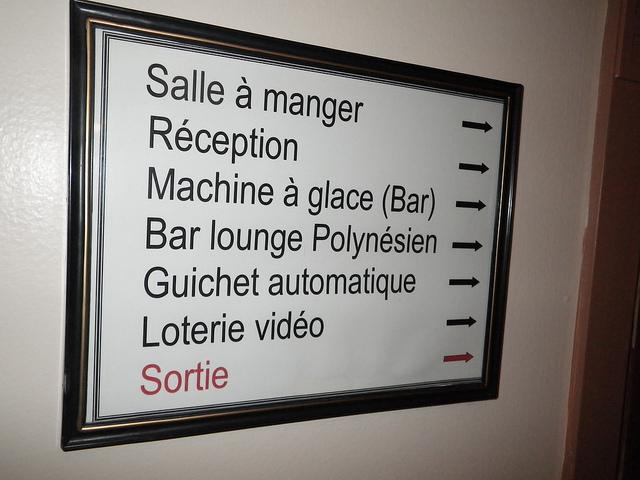 Salle à manger
Réception
Machine à glace (Bar)
Bar lounge Polynésien
Guichet automatique
Loterie vidéo
Sortie